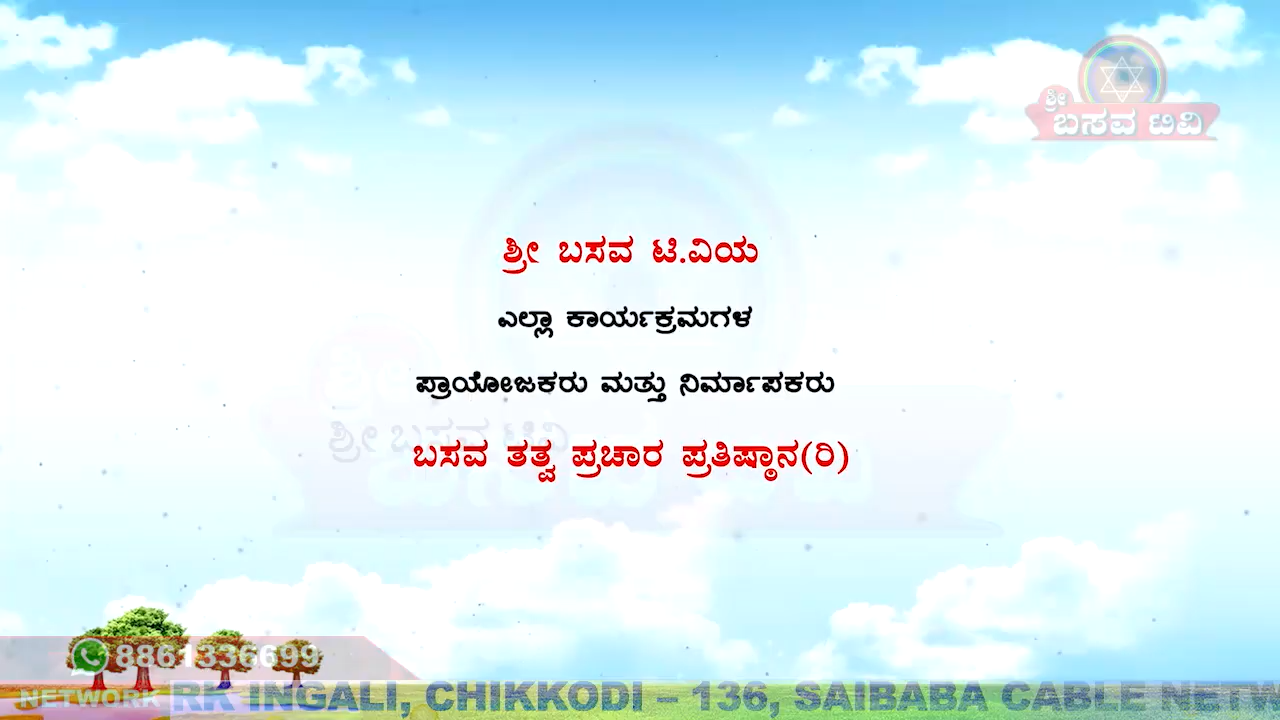 ಶ್ರೀ
ಬಸವ ಟಿವಿ
ಶ್ರೀ ಬಸವ ಟಿ.ವಿಯ
ಎಲ್ಲಾ ಕಾರ್ಯಕ್ರಮಗಳ
ಪ್ರಾಯೋಜಕರು ಮತ್ತು ನಿರ್ಮಾಪಕರು
ಶ್ರೀ ಬಸವ ಟಿವಿ
ಬಸವ ತತ್ವ ಪ್ರಚಾರ ಪ್ರತಿಷ್ಠಾನ(ರಿ)
8861336699
NETWORK RK INGALI, CHIKKODI – 136, SAIBABA CABLE NETW